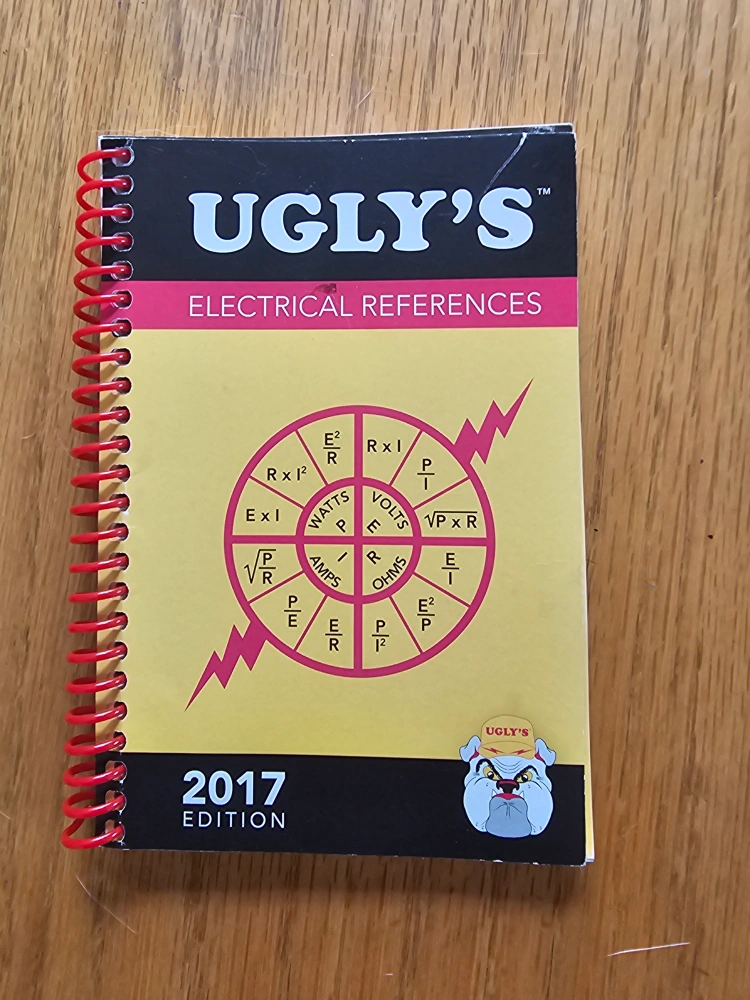 UGLY'S™
ELECTRICAL REFERENCES
E²/R
R x I
R x I²
P/I
E x I
WATTS
VOLTS
√P x R
P
E
I
R
AMPS
OHMS
√P/R
E/I
P/E
E²/P
E/R
P/I²
UGLY'S
2017
EDITION